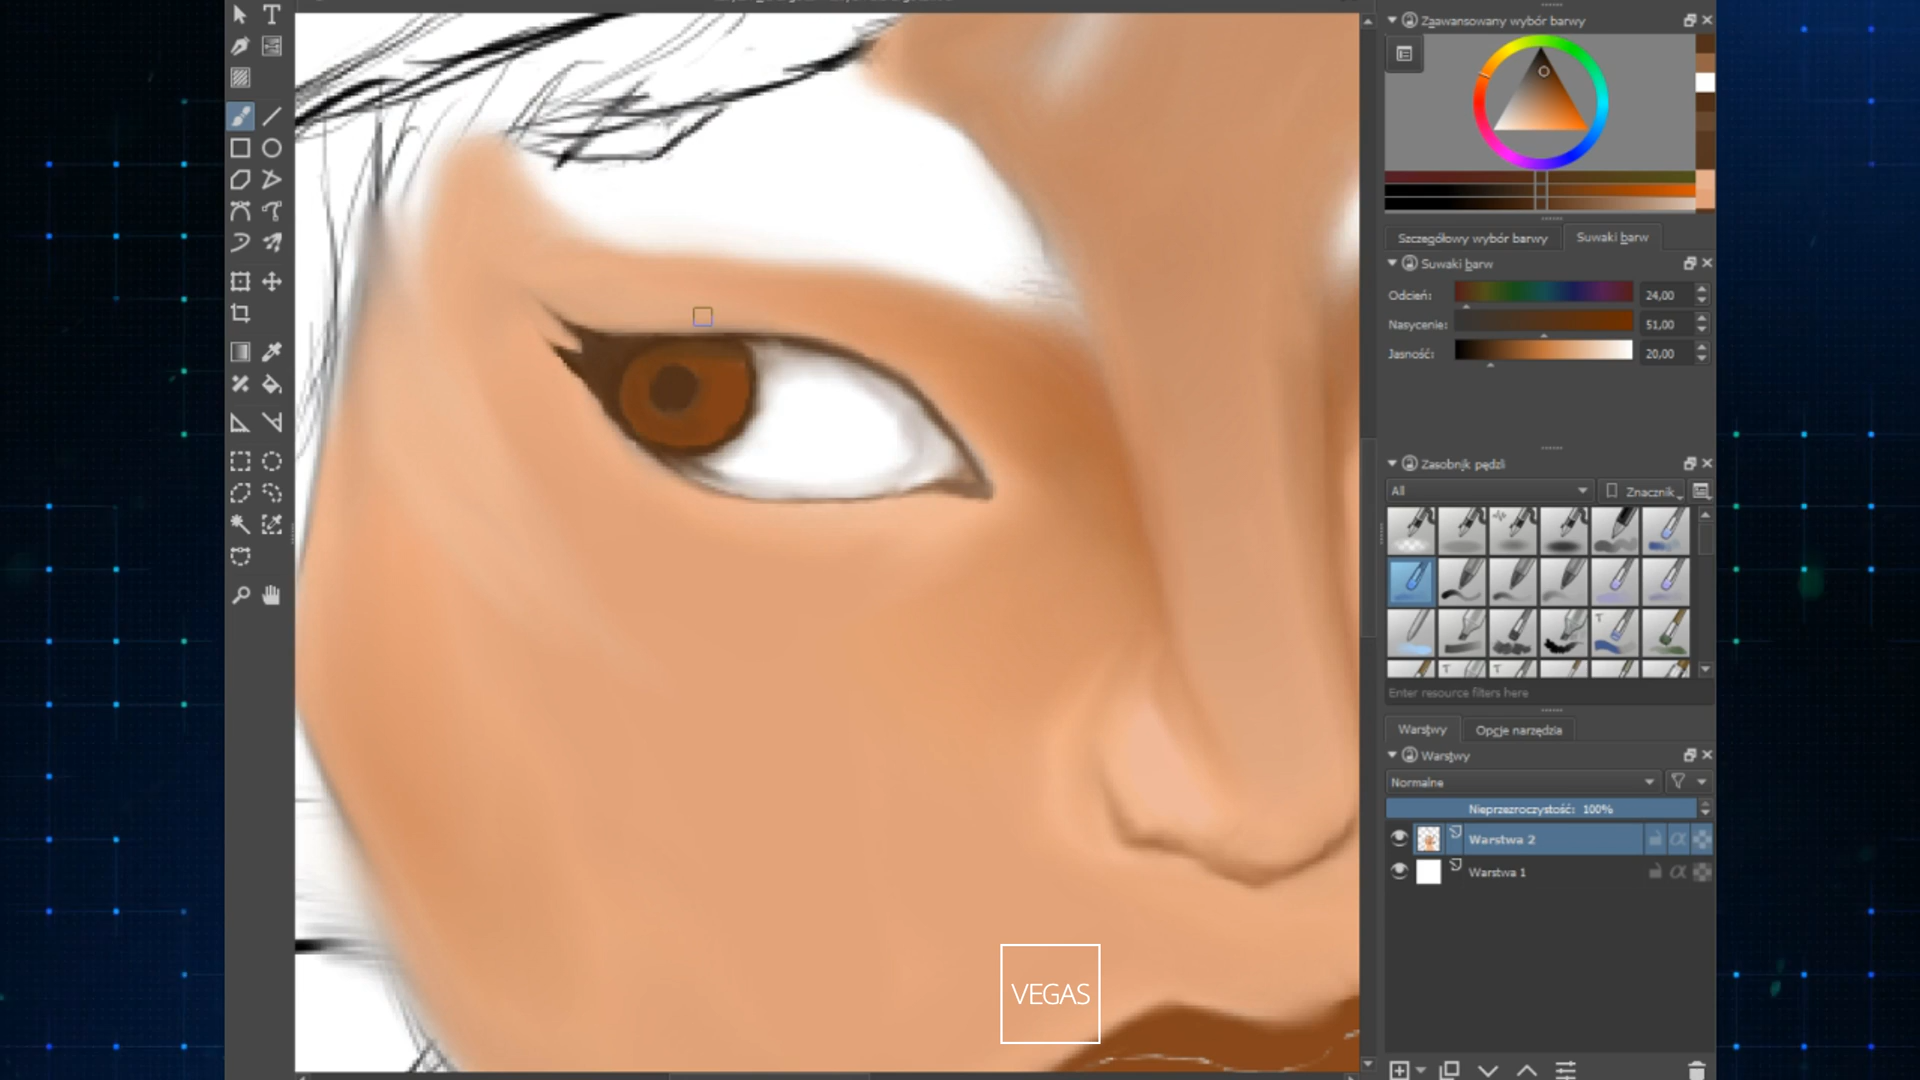 Zaawansowany wybór barwy
Szczegółowy wybór barwy
Suwaki barw
Suwaki barw
Odcień:
24,00
Nasycenie:
51,00
Jasność:
20,00
Zasobnik pędzli
All
Znacznik
Enter resource filters here
Warstwy
Opcje narzędzia
Warstwy
Normalne
Nieprzezroczystość: 100%
Warstwa 2
Warstwa 1
VEGAS